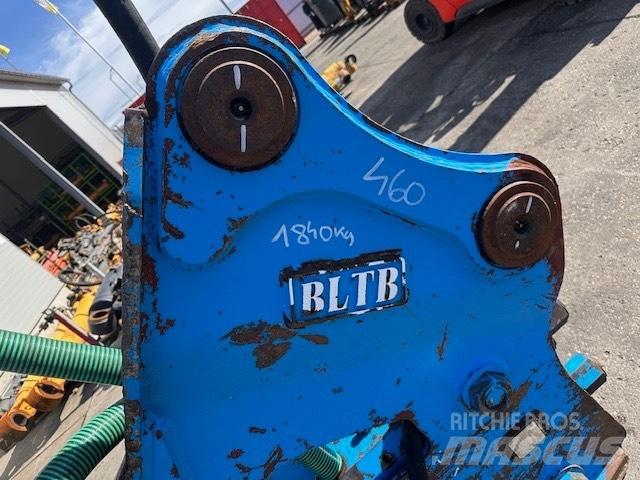 460
1840kg
BLTB
RITCHIE BROS.
MASCUS